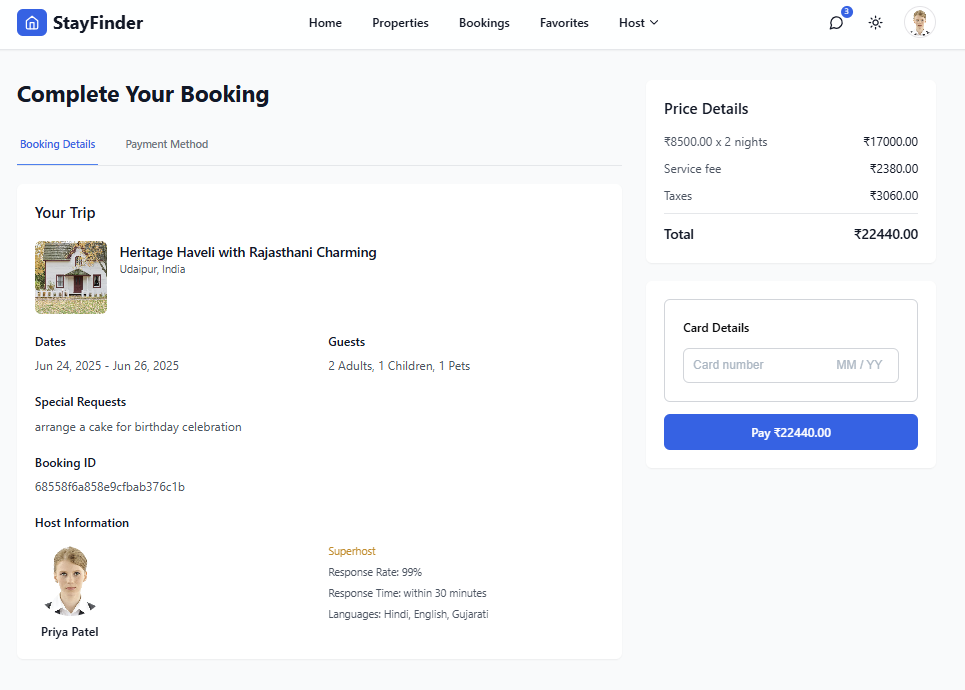 StayFinder
Home
Properties
Bookings
Favorites
Host
3
Complete Your Booking
Booking Details
Payment Method
Your Trip
Heritage Haveli with Rajasthani Charming
Udaipur, India
Dates
Guests
Jun 24, 2025 - Jun 26, 2025
2 Adults, 1 Children, 1 Pets
Special Requests
arrange a cake for birthday celebration
Booking ID
68558f6a858e9cfbab376c1b
Host Information
Superhost
Response Rate: 99%
Response Time: within 30 minutes
Languages: Hindi, English, Gujarati
Priya Patel
Price Details
₹8500.00 x 2 nights ₹17000.00
Service fee ₹2380.00
Taxes ₹3060.00
Total ₹22440.00
Card Details
Card number MM / YY
Pay ₹22440.00